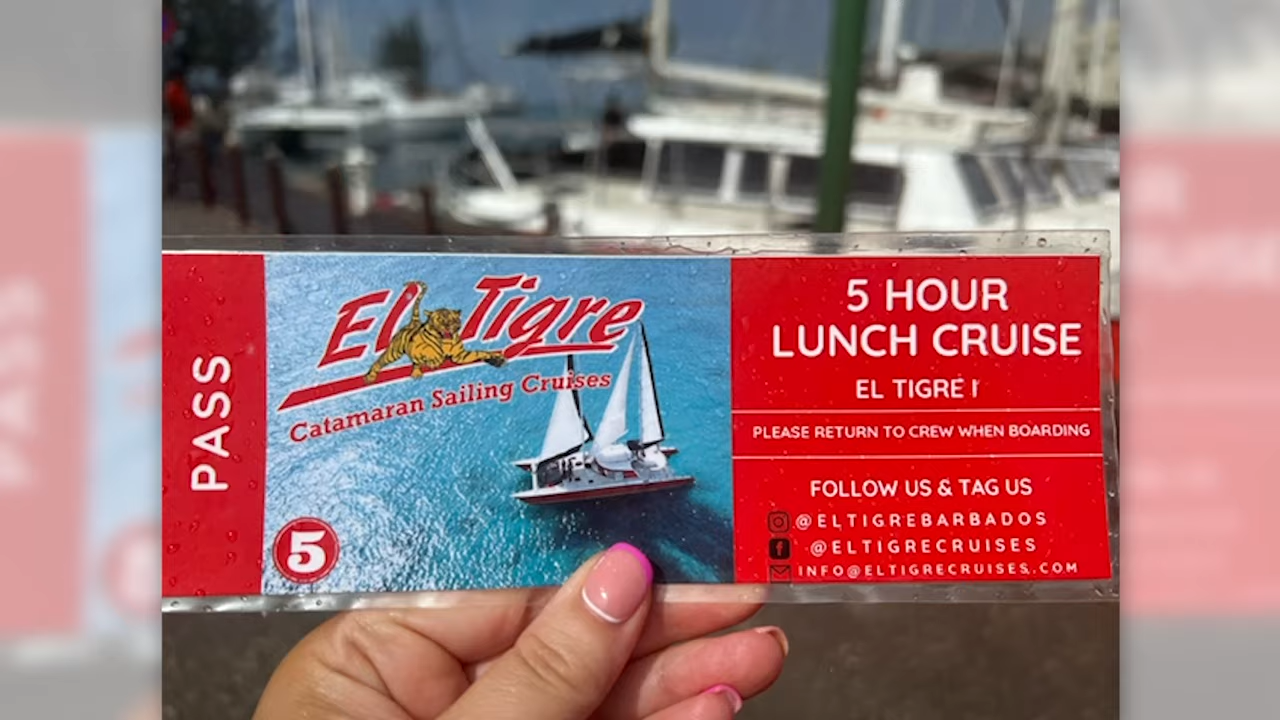 PASS
El Tigre
Catamaran Sailing Cruises
5
5 HOUR
LUNCH CRUISE
EL TIGRE I
PLEASE RETURN TO CREW WHEN BOARDING
FOLLOW US & TAG US
@ELTIGREBARBADOS
@ELTIGRECRUISES
INFO@ELTIGRECRUISES.COM